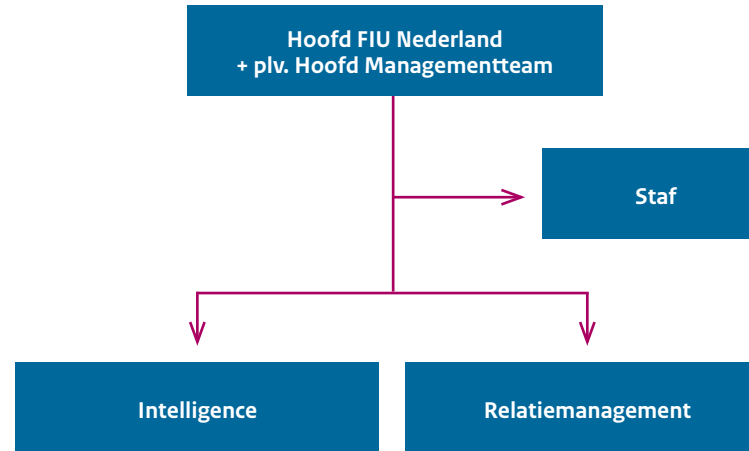 Hoofd FIU Nederland
+ plv. Hoofd Managementteam
Staf
Intelligence
Relatiemanagement